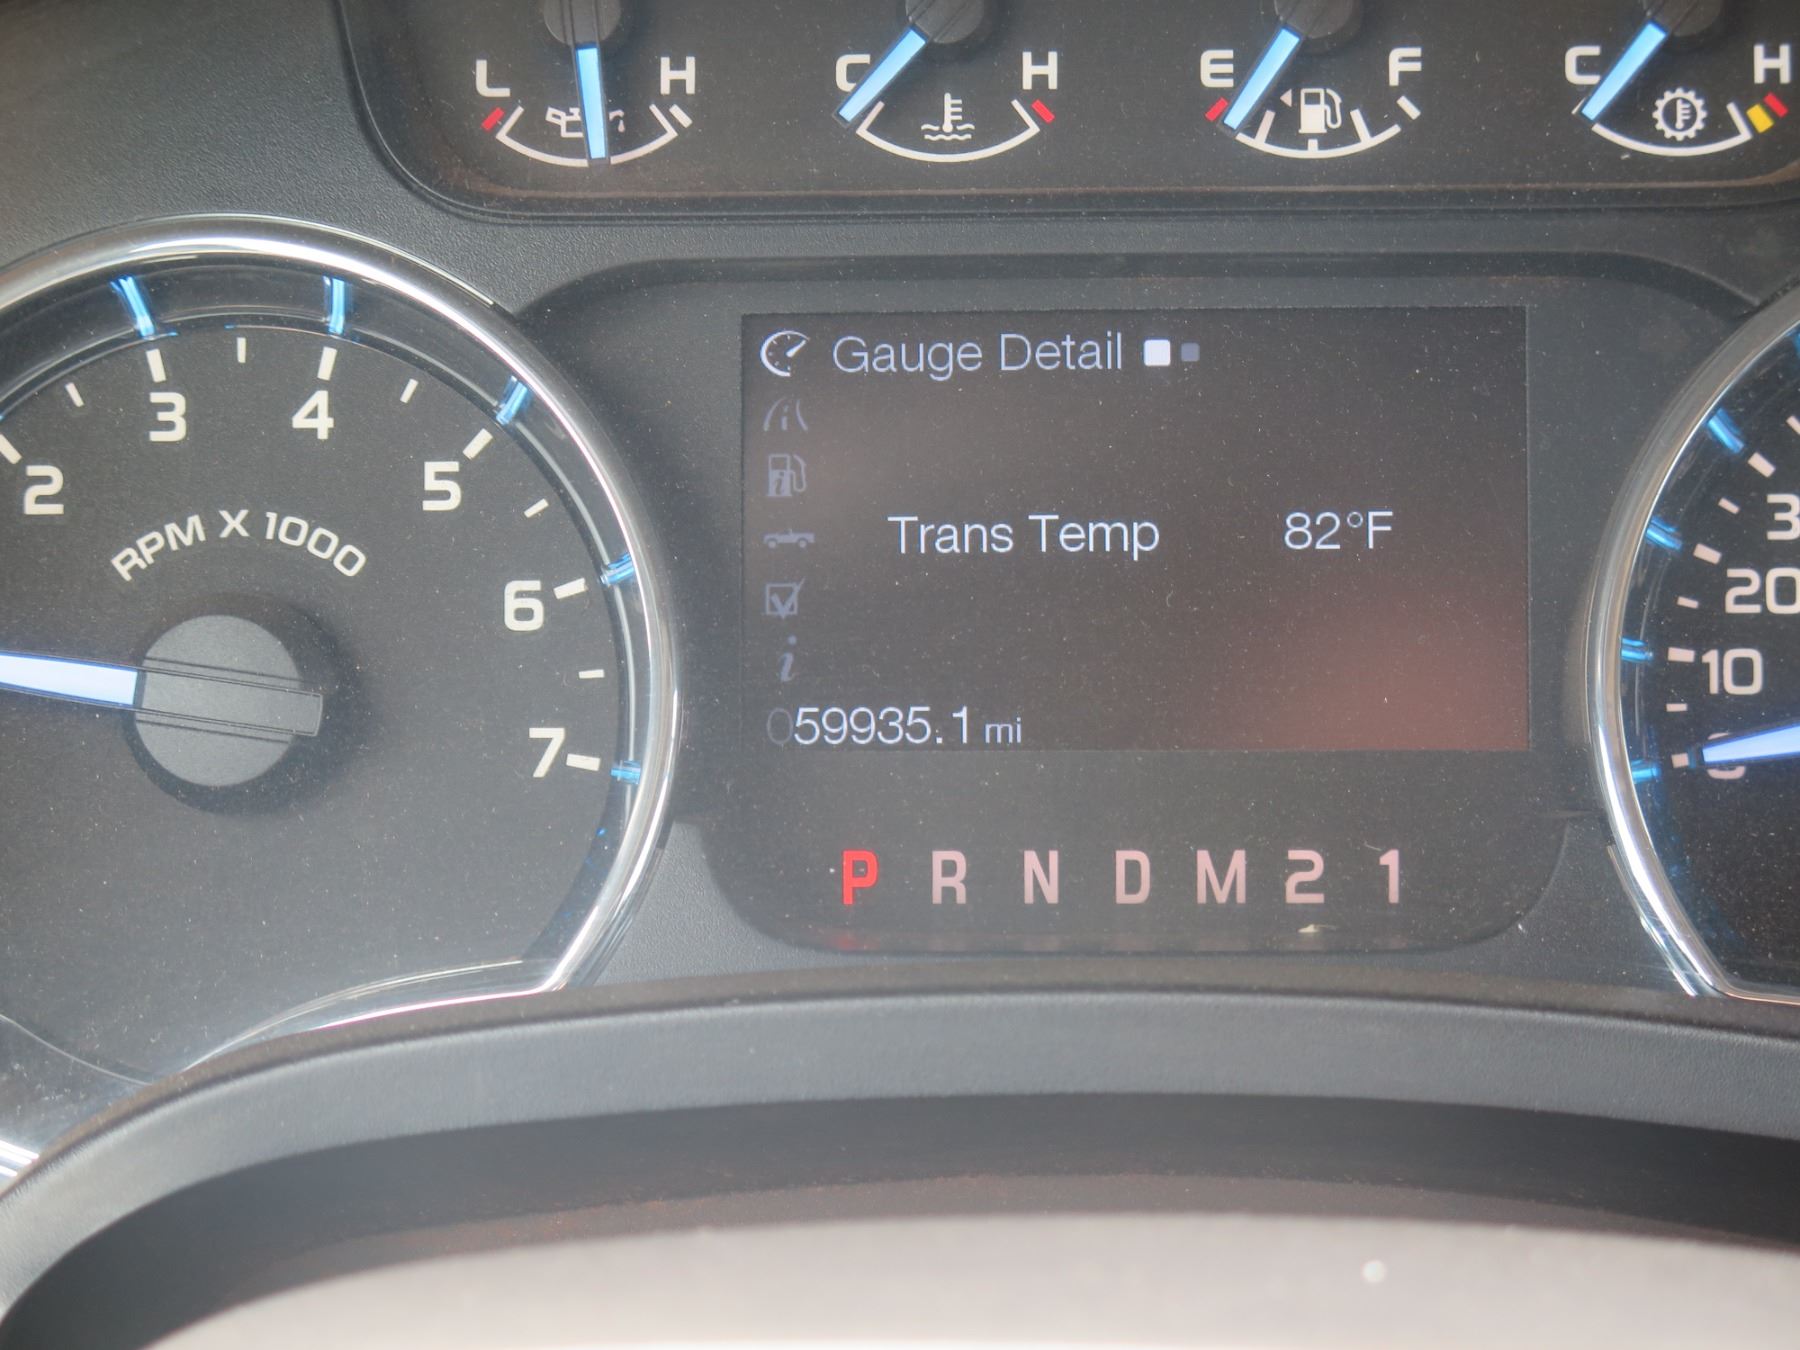 L H C H E F C H
Gauge Detail
Trans Temp 82°F
059935.1 mi
P R N D M 2 1
2 3 4 5 6 7
RPM X 1000
20
10